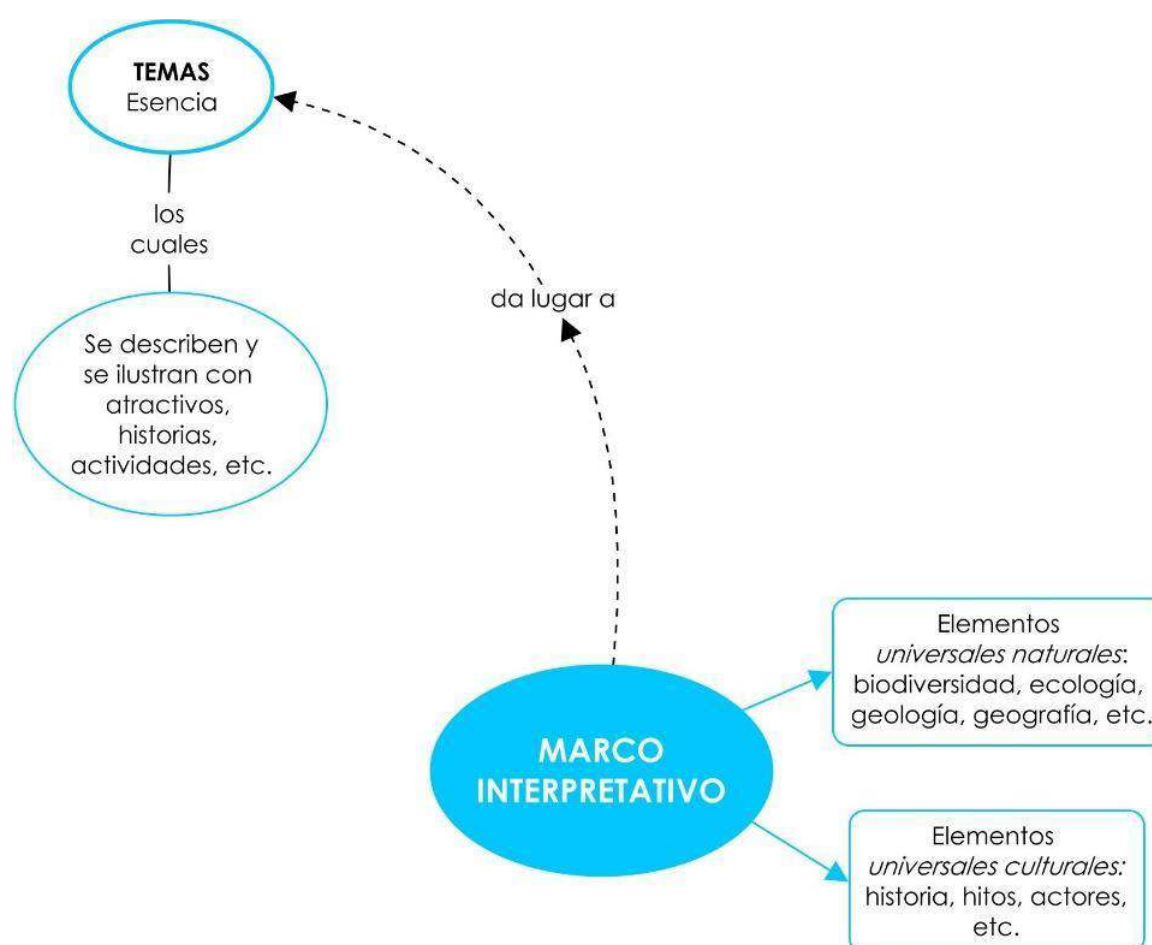 TEMAS
Esencia
los
cuales
Se describen y
se ilustran con
atractivos,
historias,
actividades, etc.
da lugar a
MARCO
INTERPRETATIVO
Elementos
universales naturales:
biodiversidad, ecología,
geología, geografía, etc.
Elementos
universales culturales:
historia, hitos, actores,
etc.